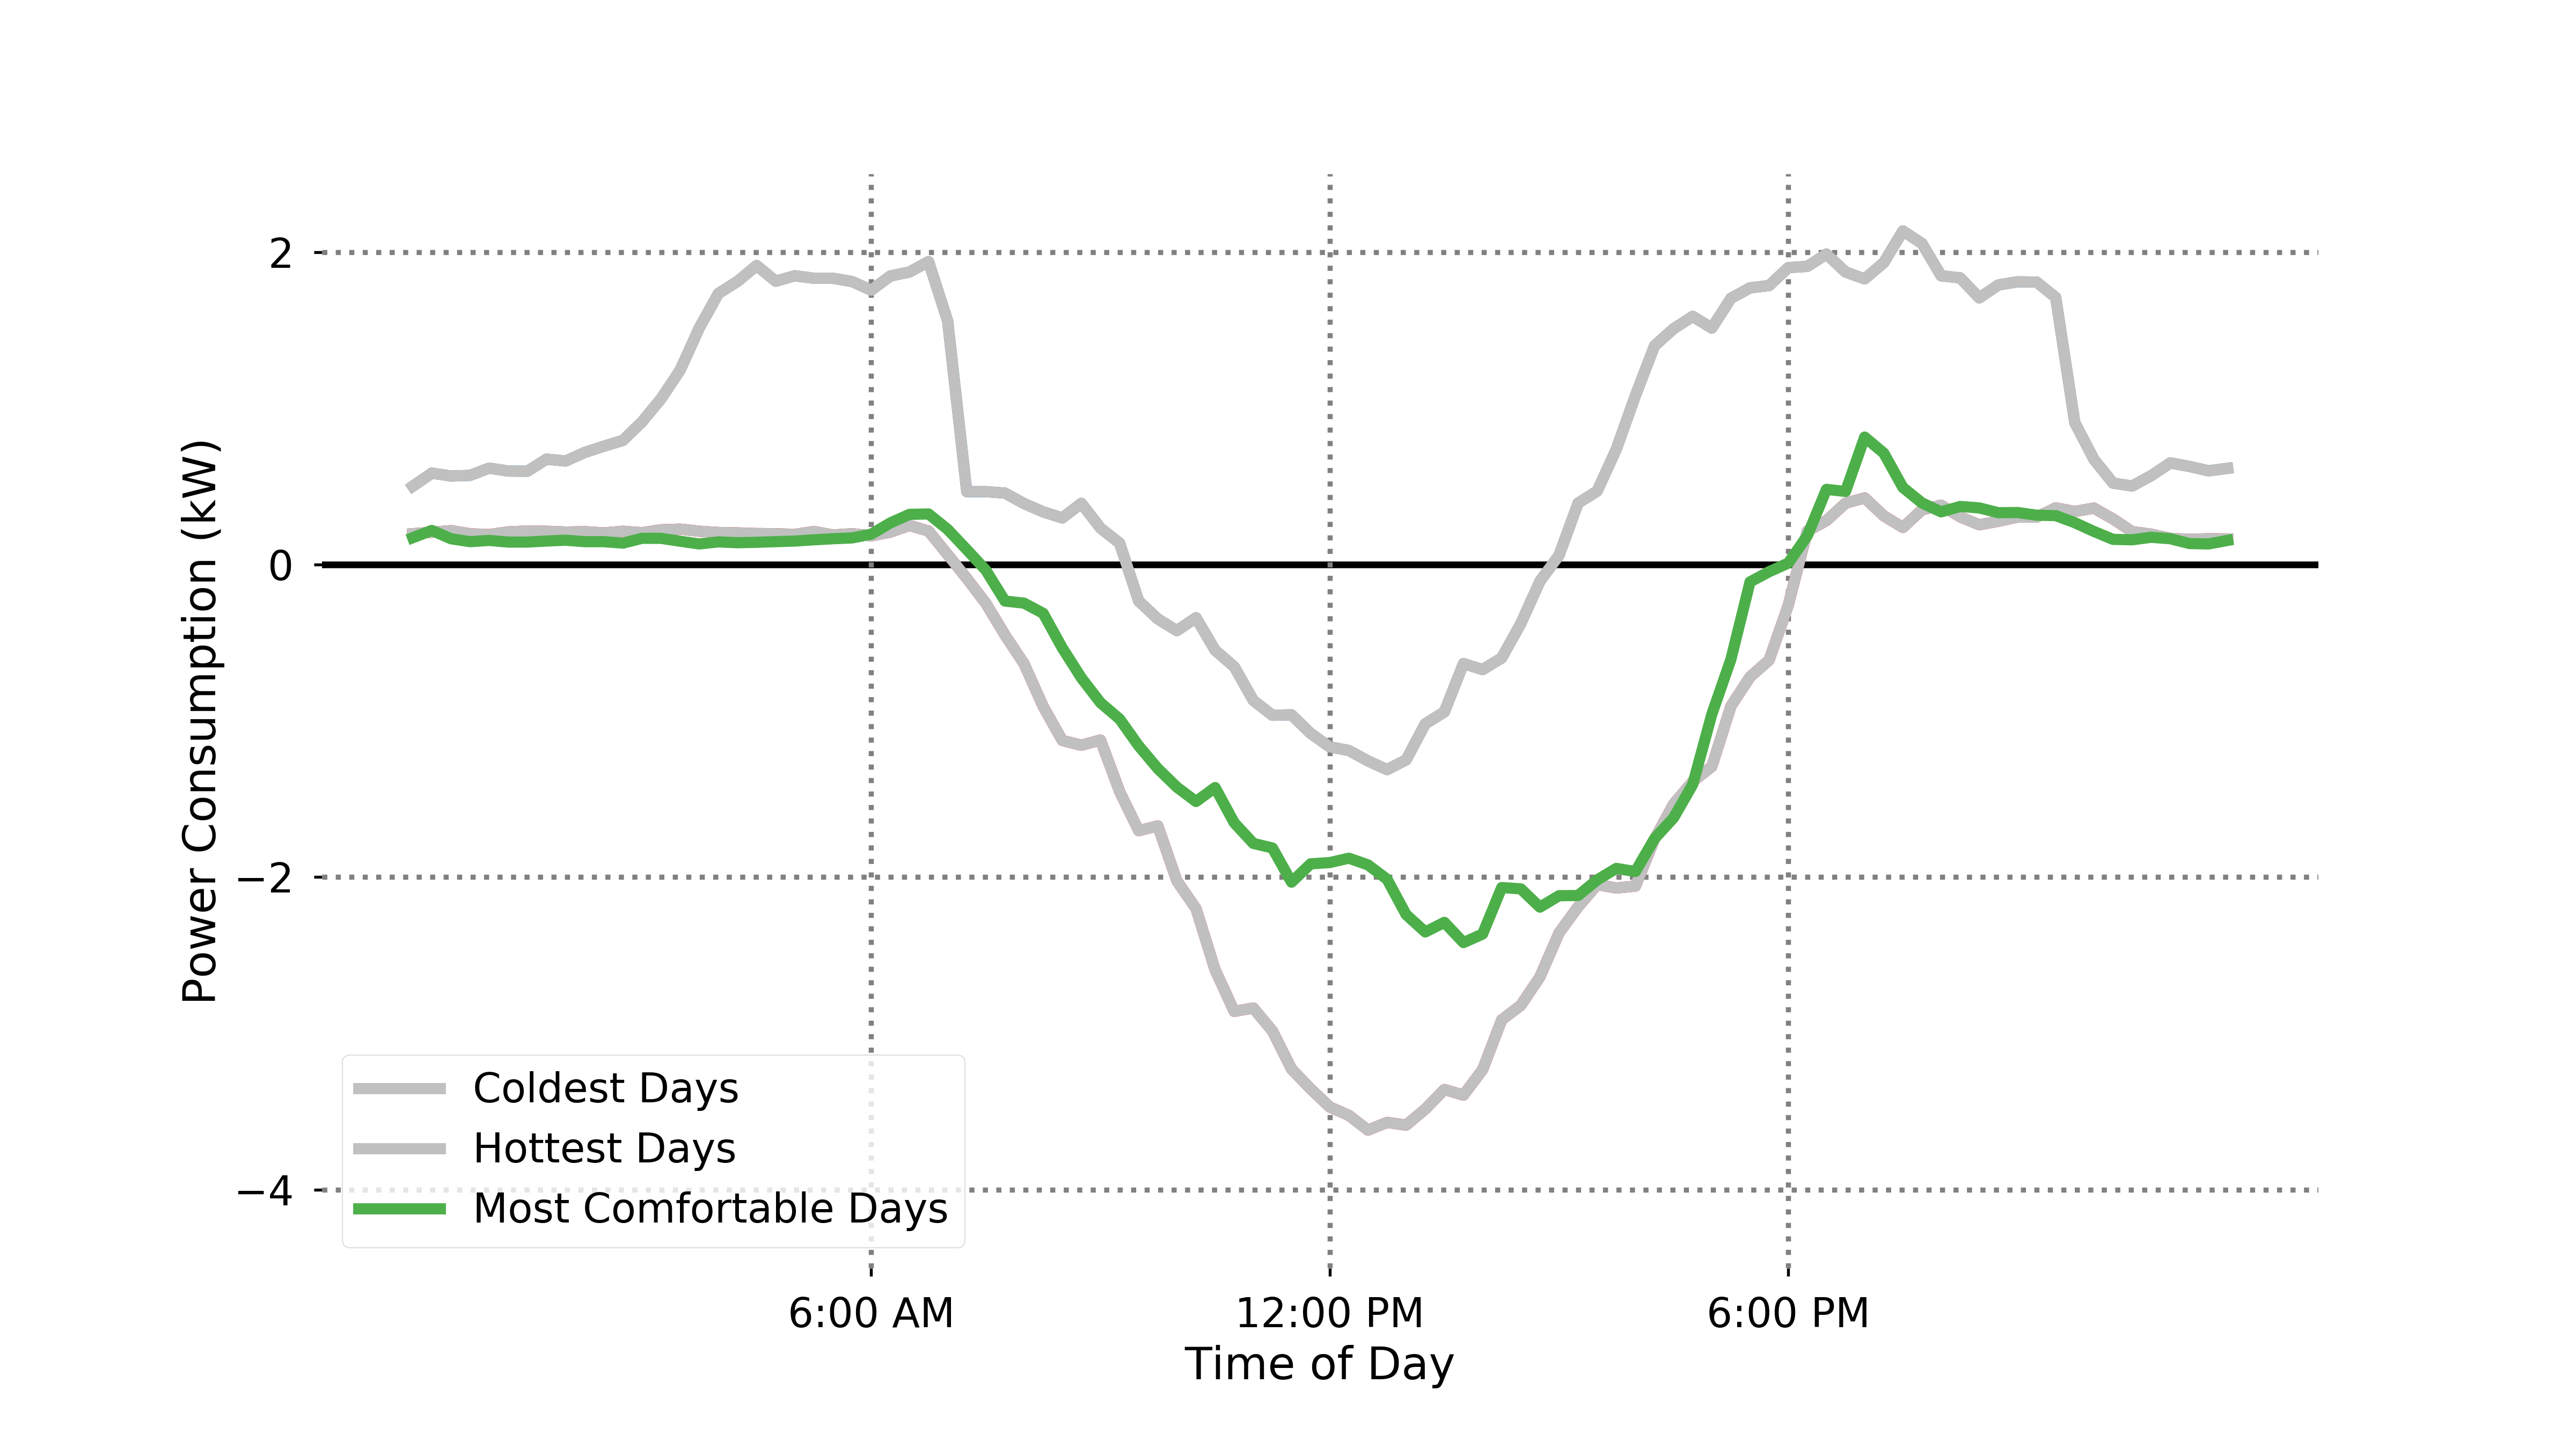 2
0
−2
−4
Power Consumption (kW)
Coldest Days
Hottest Days
Most Comfortable Days
6:00 AM
12:00 PM
6:00 PM
Time of Day